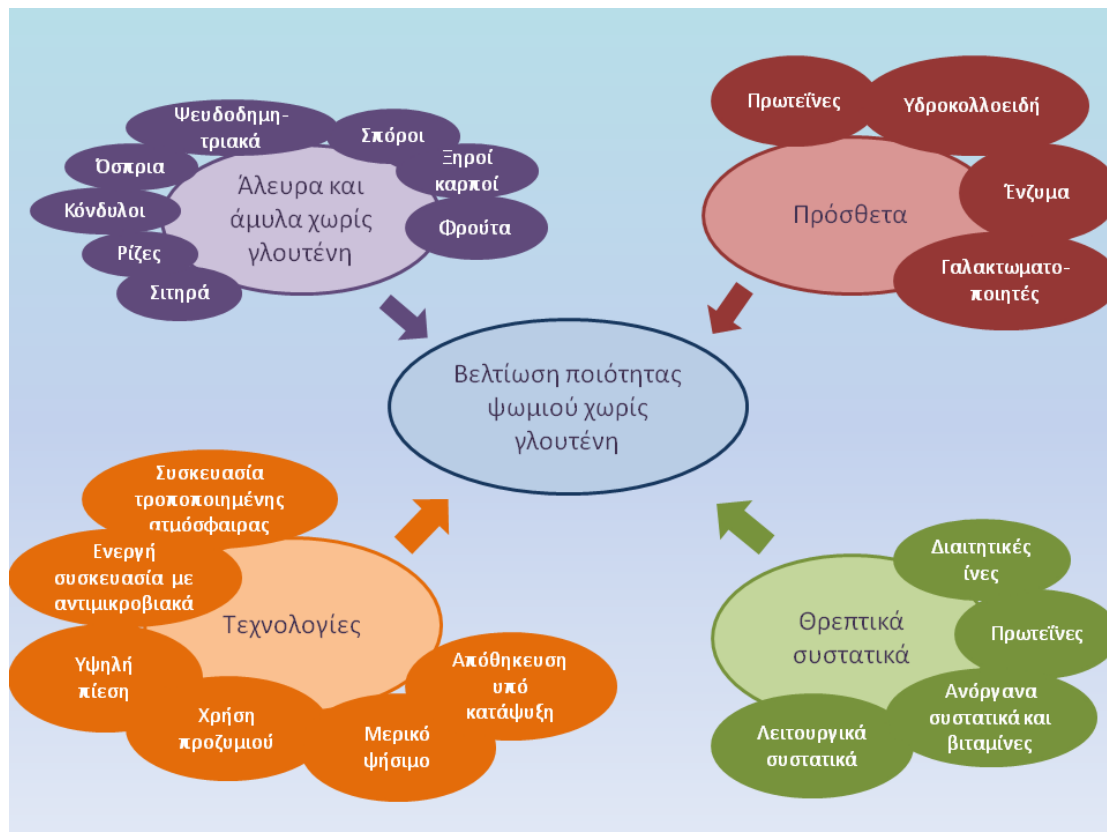 Ψευδοδημη-
τριακά
Σπόροι
Όσπρια
Ξηροί
καρποί
Κόνδυλοι
Φρούτα
Ρίζες
Σιτηρά
Άλευρα και
άμυλα χωρίς
γλουτένη
Πρωτεΐνες
Υδροκολλοειδή
Ένζυμα
Γαλακτωματο-
ποιητές
Πρόσθετα
Βελτίωση ποιότητας
ψωμιού χωρίς
γλουτένη
Συσκευασία
τροποποιημένης
ατμόσφαιρας
Ενεργή
συσκευασία με
αντιμικροβιακά
Τεχνολογίες
Υψηλή
πίεση
Χρήση
προζυμιού
Μερικό
ψήσιμο
Απόθηκευση
υπό
κατάψυξη
Διαιτητικές
ίνες
Θρεπτικά
συστατικά
Πρωτεΐνες
Ανόργανα
συστατικά και
βιταμίνες
Λειτουργικά
συστατικά